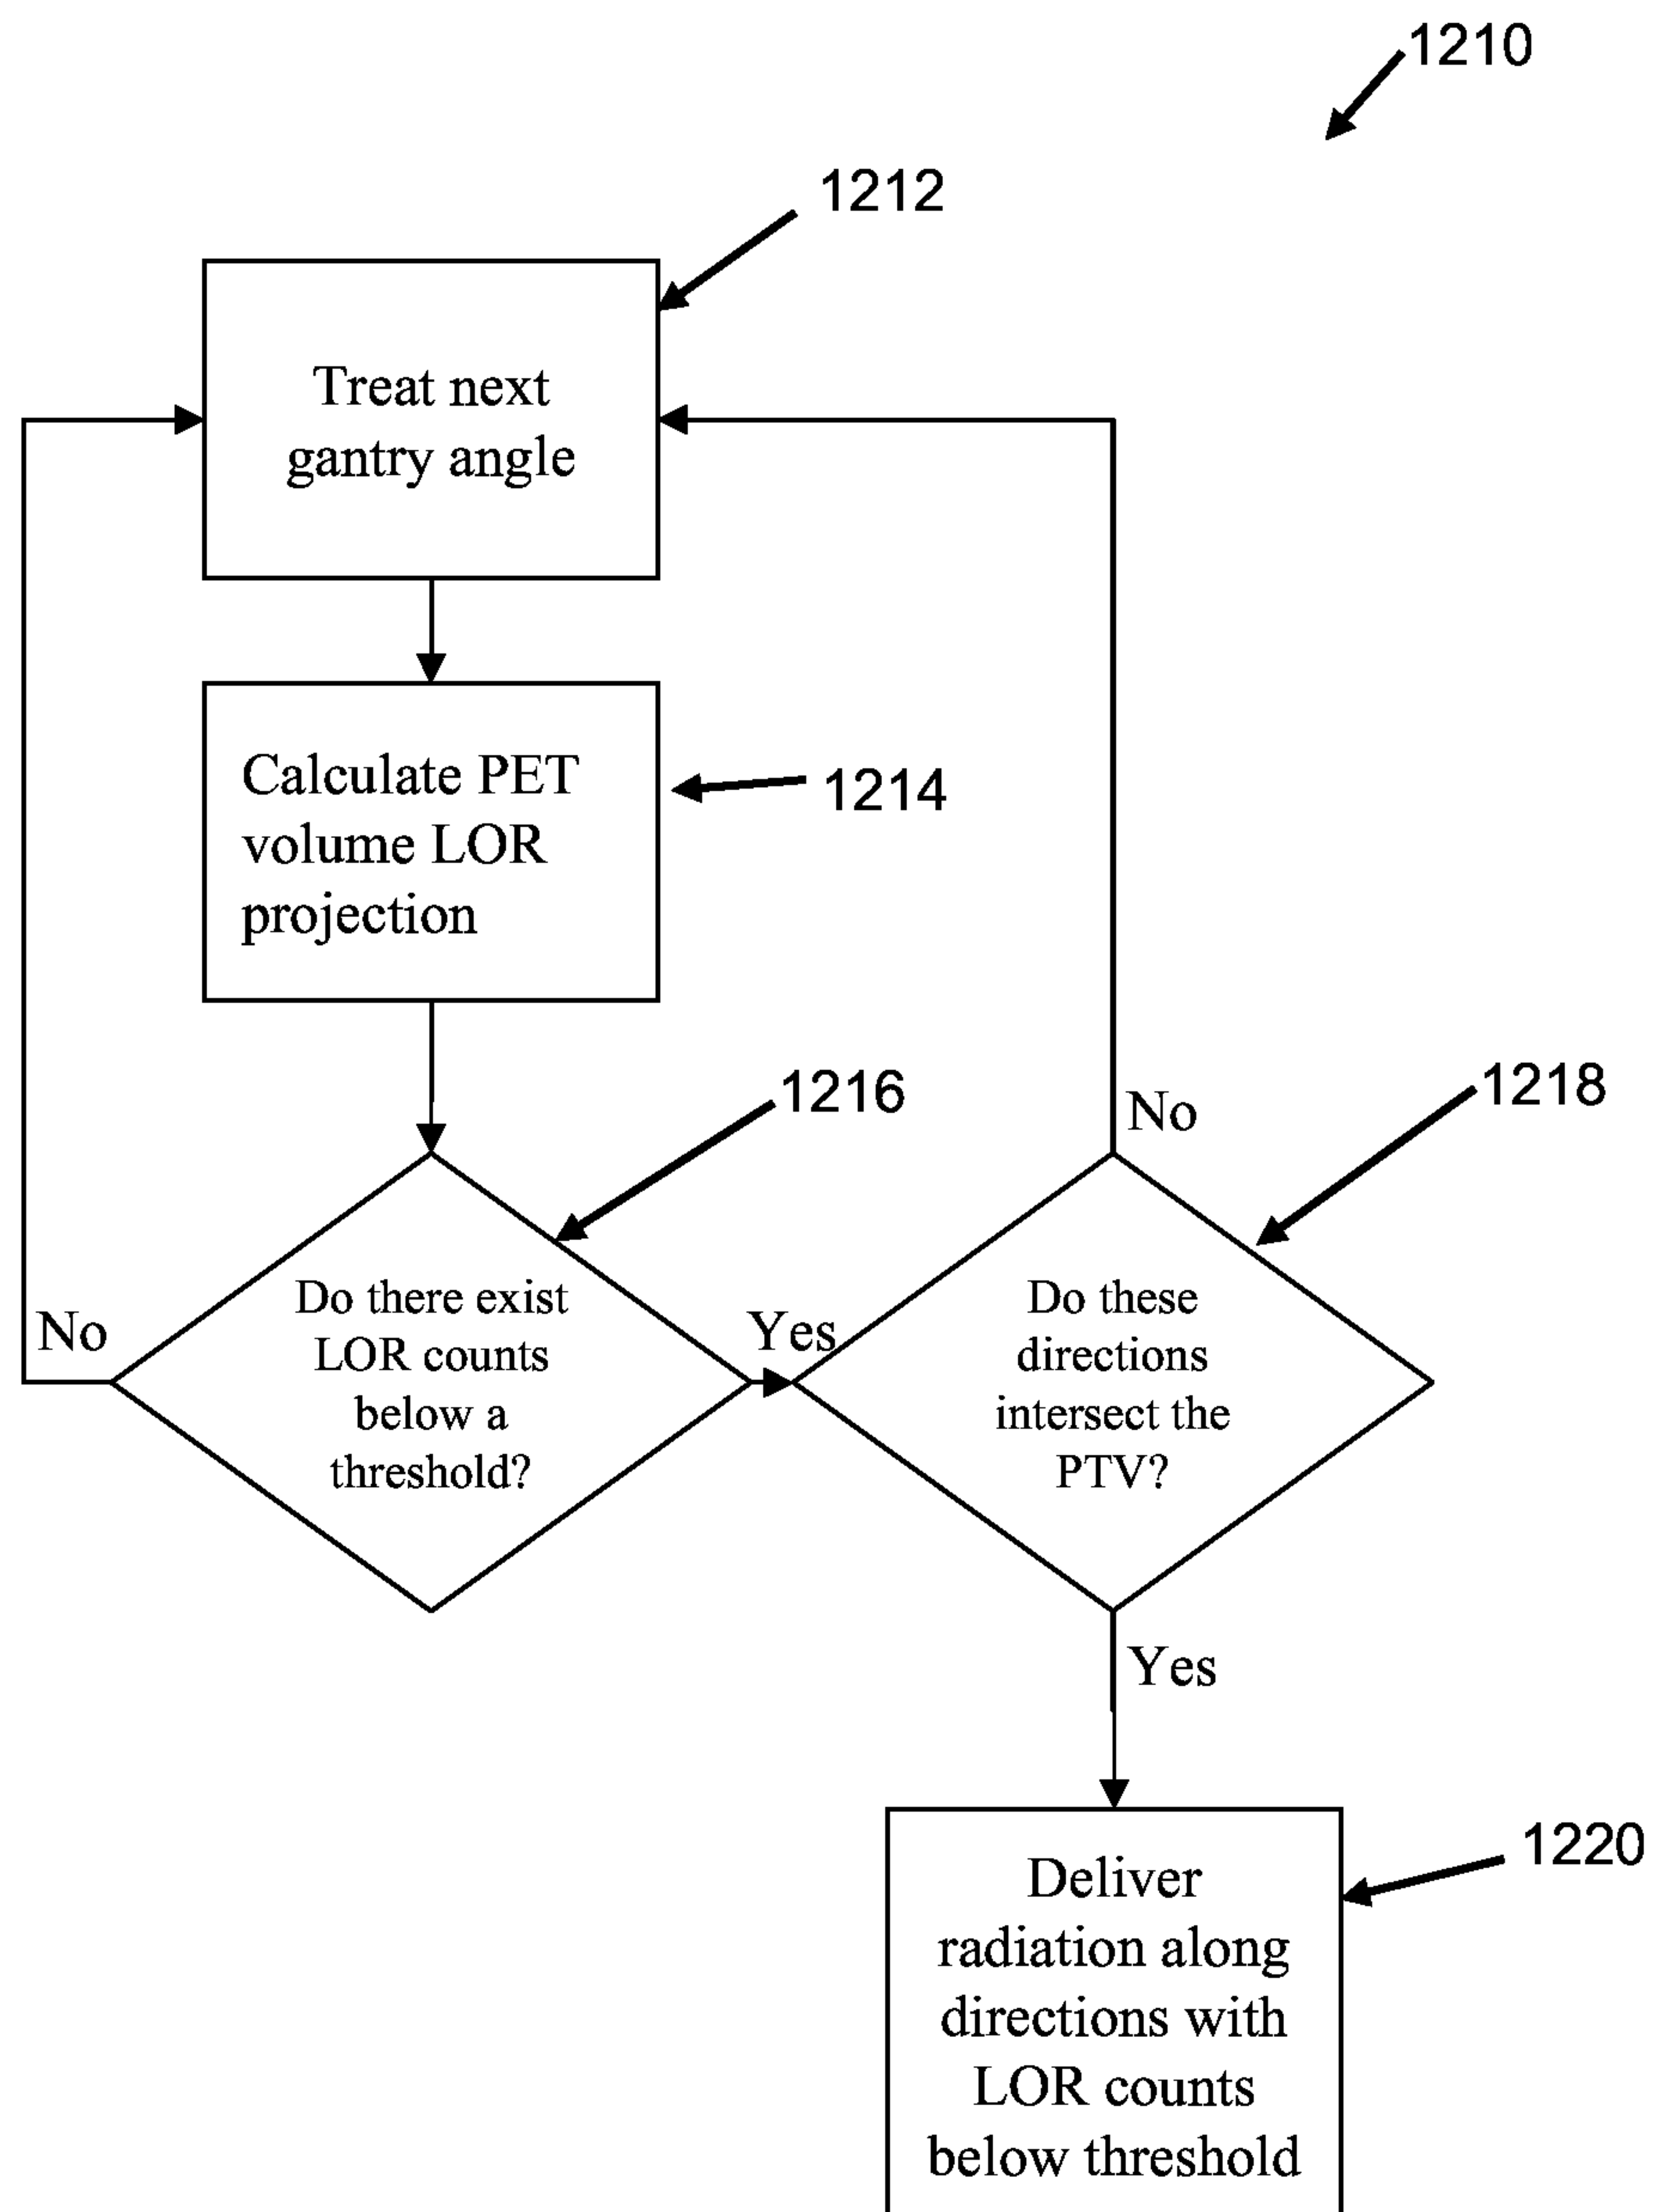 1210
1212
Treat next
gantry angle
Calculate PET
volume LOR
projection
1214
1216
1218
No
No
Do there exist
LOR counts
below a
threshold?
Yes
Do these
directions
intersect the
PTV?
Yes
1220
Deliver
radiation along
directions with
LOR counts
below threshold